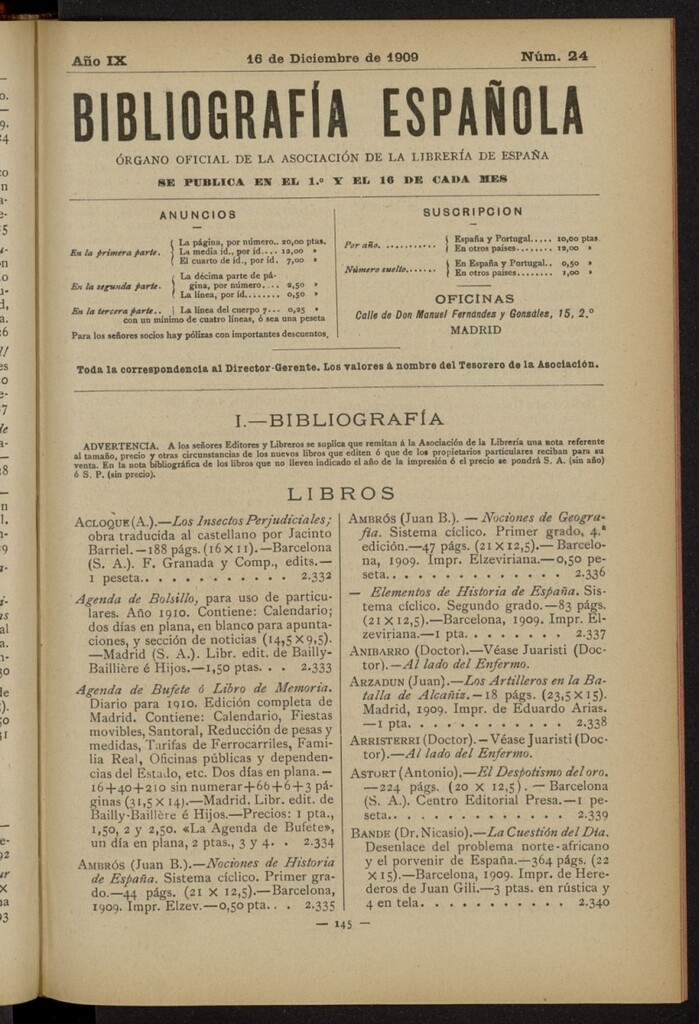 Año IX
16 de Diciembre de 1909
Núm. 24
BIBLIOGRAFÍA ESPAÑOLA
ÓRGANO OFICIAL DE LA ASOCIACIÓN DE LA LIBRERÍA DE ESPAÑA
SE PUBLICA EN EL 1.º Y EL 16 DE CADA MES
ANUNCIOS
En la primera parte. La página, por número.. 20,00 ptas.
La media id., por id.... 12,00 »
El cuarto de id., por id. 7,00 »
En la segunda parte. La décima parte de pá-
gina, por número.... 2,50 »
La línea, por id........ 0,50 »
En la tercera parte.. La línea del cuerpo 7... 0,25 »
con un mínimo de cuatro líneas, ó sea una peseta
Para los señores socios hay pólizas con importantes descuentos.
SUSCRIPCION
Por año. ........... España y Portugal..... 10,00 ptas
En otros países........ 12,00 »
Número suelto...... En España y Portugal.. 0,50 »
En otros países........ 1,00 »
OFICINAS
Calle de Don Manuel Fernández y González, 15, 2.º
MADRID
Toda la correspondencia al Director-Gerente. Los valores á nombre del Tesorero de la Asociación.
I.—BIBLIOGRAFÍA
ADVERTENCIA. A los señores Editores y Libreros se suplica que remitan á la Asociación de la Librería una nota referente
al tamaño, precio y otras circunstancias de los nuevos libros que editen ó que de los propietarios particulares reciban para su
venta. En la nota bibliográfica de los libros que no lleven indicado el año de la impresión ó el precio se pondrá S. A. (sin año)
ó S. P. (sin precio).
LIBROS
ACLOQUE (A.).—Los Insectos Perjudiciales;
obra traducida al castellano por Jacinto
Barriel.—188 págs. (16 X 11).—Barcelona
(S. A.). F. Granada y Comp., edits.—
1 peseta. . . . . . . . . . . 2.332
Agenda de Bolsillo, para uso de particu-
lares. Año 1910. Contiene: Calendario;
dos días en plana, en blanco para apunta-
ciones, y sección de noticias (14,5 X 9,5).
—Madrid (S. A.). Libr. edit. de Bailly-
Baillière é Hijos.—1,50 ptas. . . 2.333
Agenda de Bufete ó Libro de Memoria.
Diario para 1910. Edición completa de
Madrid. Contiene: Calendario, Fiestas
movibles, Santoral, Reducción de pesas y
medidas, Tarifas de Ferrocarriles, Fami-
lia Real, Oficinas públicas y dependen-
cias del Estado, etc. Dos días en plana.—
16+40+210 sin numerar+66+6+3 pá-
ginas (31,5 X 14).—Madrid. Libr. edit. de
Bailly-Baillière é Hijos.—Precios: 1 pta.,
1,50, 2 y 2,50. «La Agenda de Bufete»,
un día en plana, 2 ptas., 3 y 4. . 2.334
AMBRÓS (Juan B.).—Nociones de Historia
de España. Sistema cíclico. Primer gra-
do.—44 págs. (21 X 12,5).—Barcelona,
1909. Impr. Elzev.—0,50 pta. . . 2.335
AMBRÓS (Juan B.). — Nociones de Geogra-
fía. Sistema cíclico. Primer grado, 4.ª
edición.—47 págs. (21 X 12,5).— Barcelo-
na, 1909. Impr. Elzeviriana.—0,50 pe-
seta. . . . . . . . . . . . 2.336
— Elementos de Historia de España. Sis-
tema cíclico. Segundo grado.—83 págs.
(21 X 12,5).—Barcelona, 1909. Impr. El-
zeviriana.—1 pta. . . . . . . . 2.337
ANIBARRO (Doctor).—Véase Juaristi (Doc-
tor).—Al lado del Enfermo.
ARZADUN (Juan).—Los Artilleros en la Ba-
talla de Alcañiz.—18 págs. (23,5 X 15).
Madrid, 1909. Impr. de Eduardo Arias.
—1 pta. . . . . . . . . . . 2.338
ARRISTERRI (Doctor).—Véase Juaristi (Doc-
tor).—Al lado del Enfermo.
ASTORT (Antonio).—El Despotismo del oro.
—224 págs. (20 X 12,5). — Barcelona
(S. A.). Centro Editorial Presa.—1 pe-
seta. . . . . . . . . . . . 2.339
BANDE (Dr. Nicasio).—La Cuestión del Día.
Desenlace del problema norte-africano
y el porvenir de España.—364 págs. (22
X 15).—Barcelona, 1909. Impr. de Here-
deros de Juan Gili.—3 ptas. en rústica y
4 en tela. . . . . . . . . . . 2.340
— 145 —